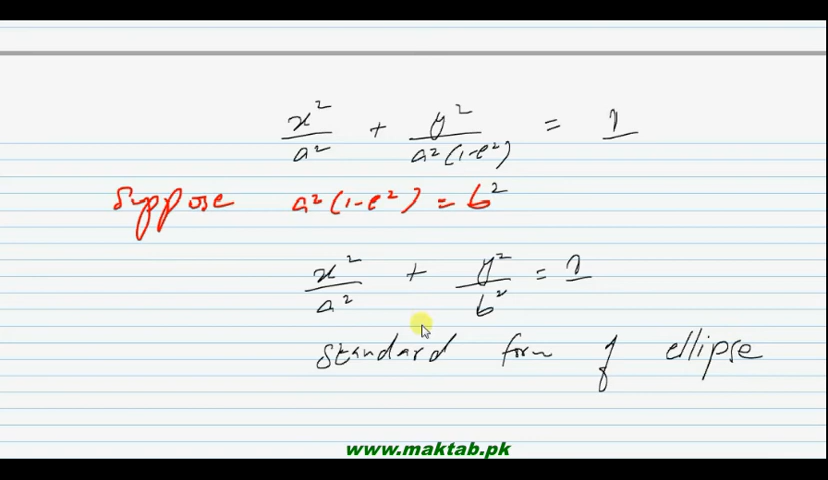 x²/a² + y²/a²(1-e²) = 1
Suppose a²(1-e²) = b²
x²/a² + y²/b² = 1
Standard form of ellipse
www.maktab.pk